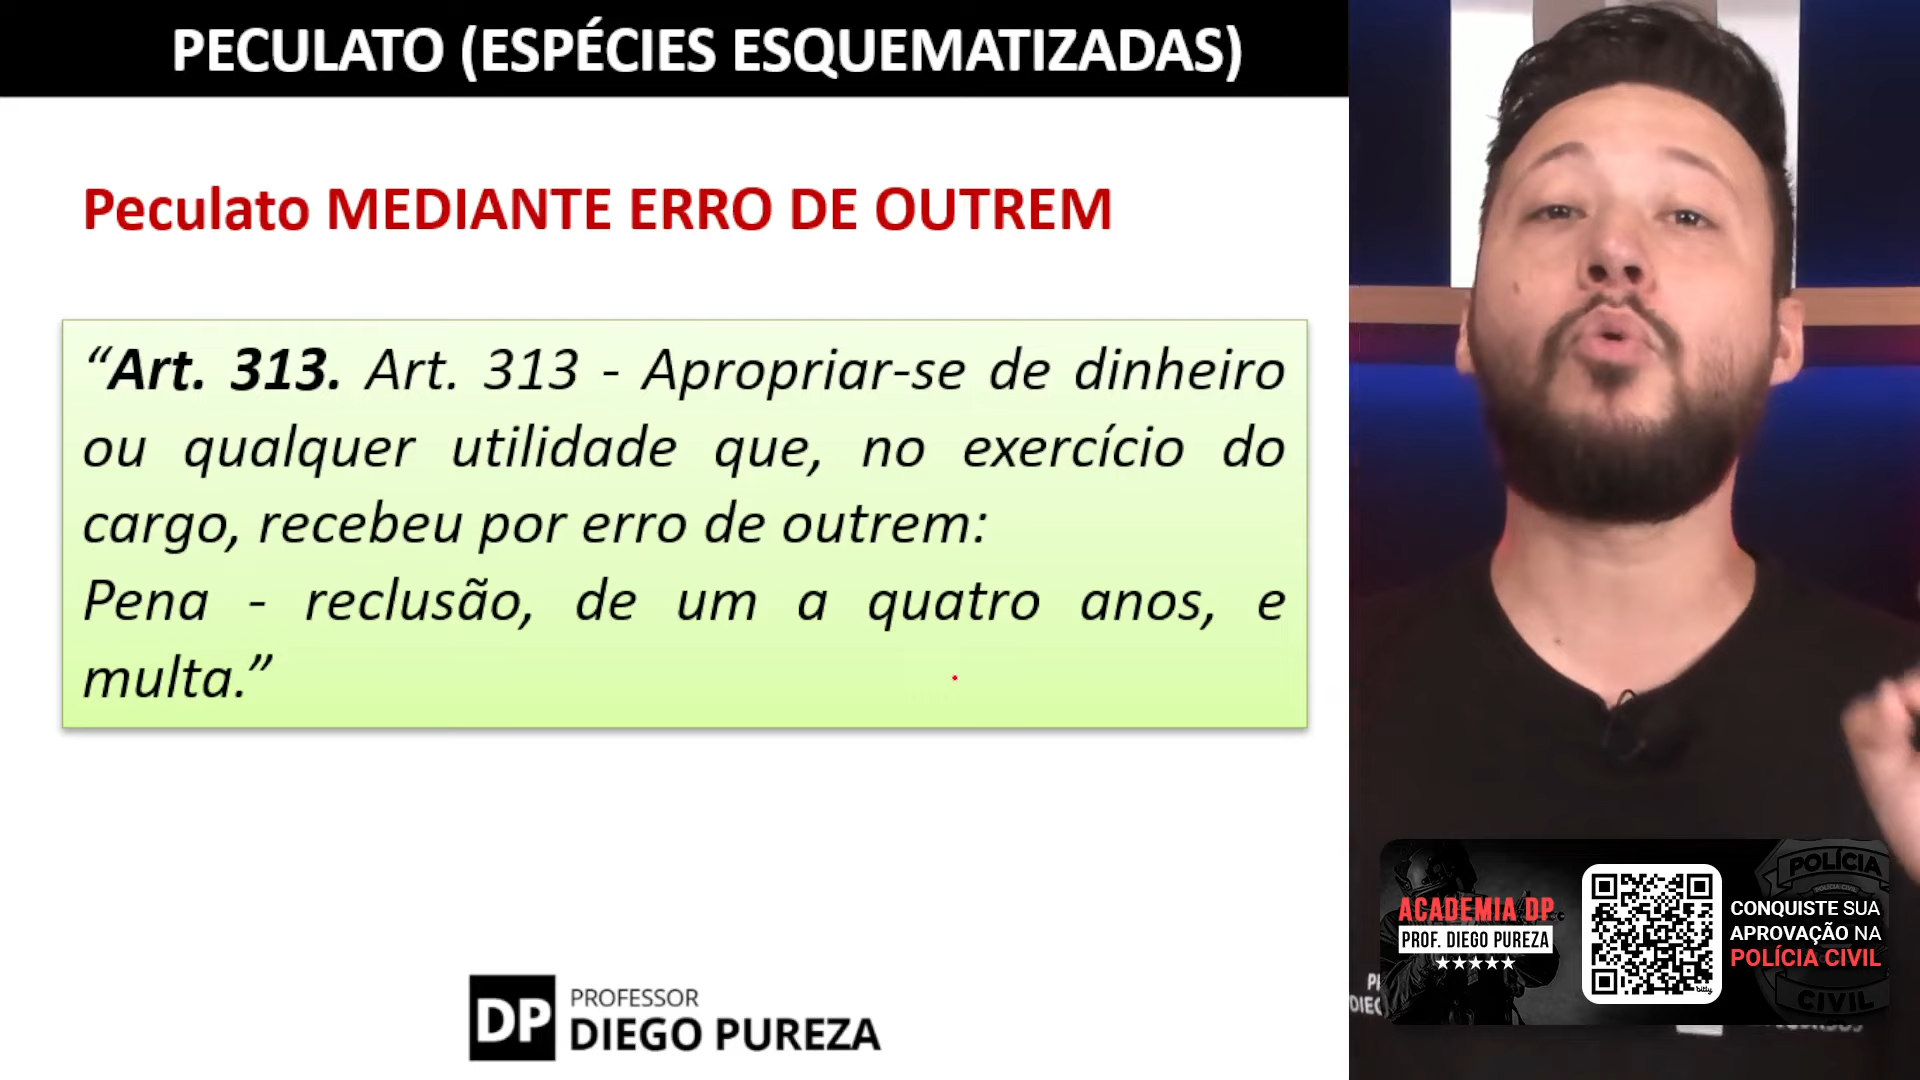 PECULATO (ESPÉCIES ESQUEMATIZADAS)
Peculato MEDIANTE ERRO DE OUTREM
“Art. 313. Art. 313 - Apropriar-se de dinheiro
ou qualquer utilidade que, no exercício do
cargo, recebeu por erro de outrem:
Pena - reclusão, de um a quatro anos, e
multa.”
DP
PROFESSOR
DIEGO PUREZA
ACADEMIA DP
PROF. DIEGO PUREZA
CONQUISTE SUA
APROVAÇÃO NA
POLÍCIA CIVIL
POLÍCIA
CIVIL